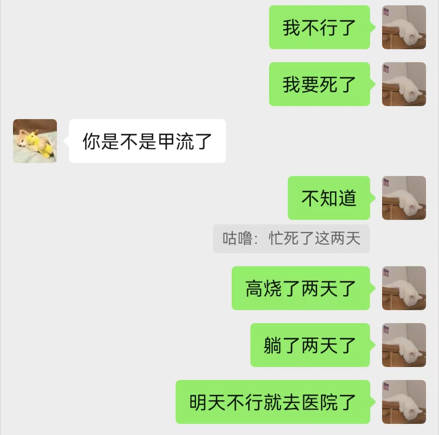 我不行了
我要死了
你是不是甲流了
不知道
咕噜：忙死了这两天
高烧了两天了
躺了两天了
明天不行就去医院了